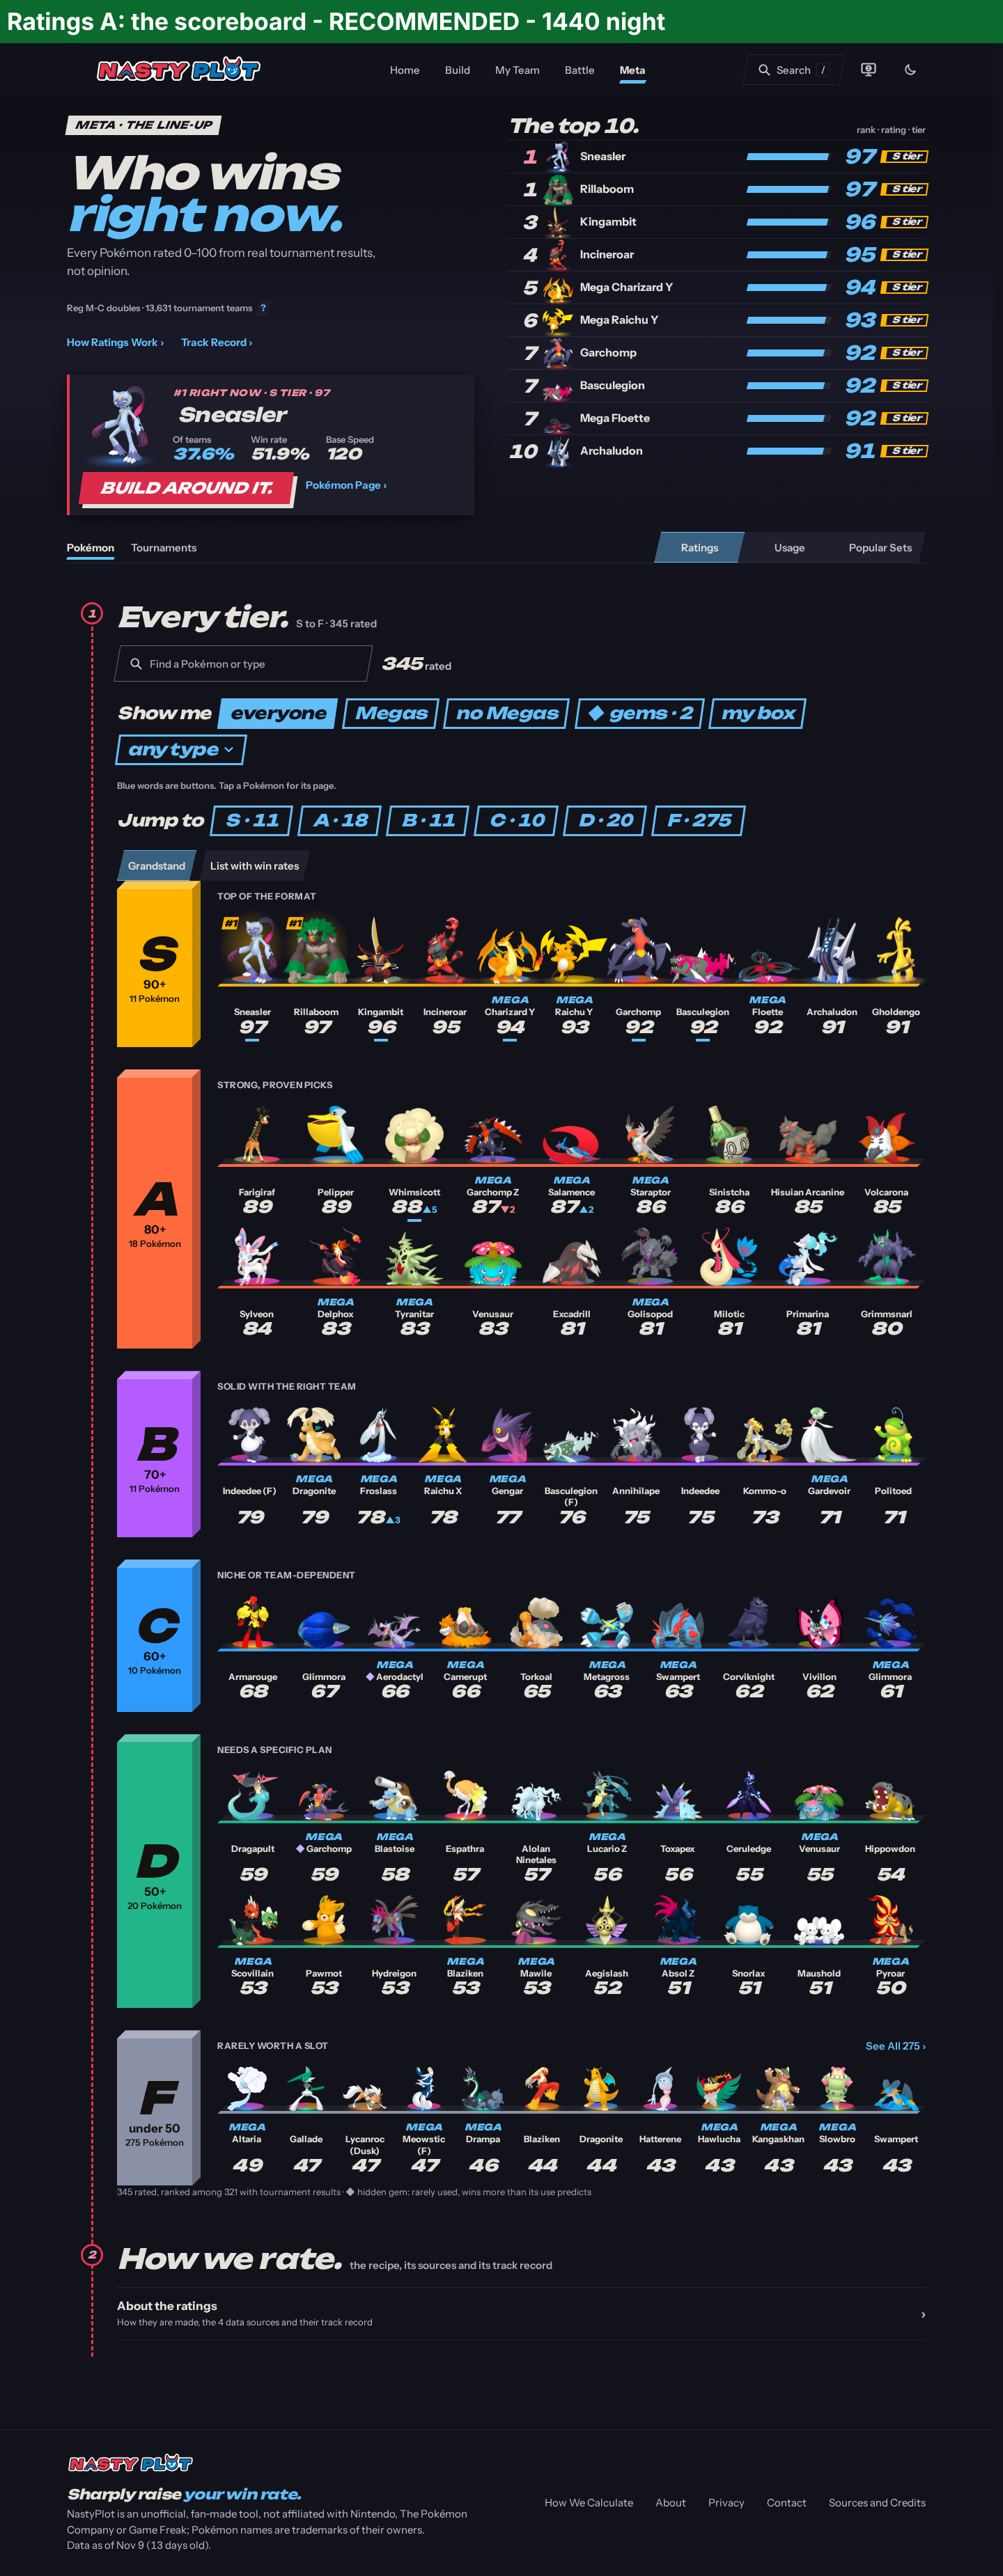 Ratings A: the scoreboard - RECOMMENDED - 1440 night
NASTY PLOT
Home Build My Team Battle Meta
Search /
META · THE LINE-UP
Who wins
right now.
Every Pokémon rated 0–100 from real tournament results,
not opinion.
Reg M-C doubles · 13,631 tournament teams ?
How Ratings Work › Track Record ›
#1 RIGHT NOW · S TIER · 97
Sneasler
Of teams Win rate Base Speed
37.6% 51.9% 120
BUILD AROUND IT. Pokémon Page ›
The top 10. rank · rating · tier
1 Sneasler 97 S tier
1 Rillaboom 97 S tier
3 Kingambit 96 S tier
4 Incineroar 95 S tier
5 Mega Charizard Y 94 S tier
6 Mega Raichu Y 93 S tier
7 Garchomp 92 S tier
7 Basculegion 92 S tier
7 Mega Floette 92 S tier
10 Archaludon 91 S tier
Pokémon Tournaments
Ratings Usage Popular Sets
1 Every tier. S to F · 345 rated
Find a Pokémon or type 345 rated
Show me everyone Megas no Megas ◆ gems · 2 my box
any type
Blue words are buttons. Tap a Pokémon for its page.
Jump to S · 11 A · 18 B · 11 C · 10 D · 20 F · 275
Grandstand List with win rates
S
90+
11 Pokémon
TOP OF THE FORMAT
#1 #1
MEGA MEGA MEGA
Sneasler Rillaboom Kingambit Incineroar Charizard Y Raichu Y Garchomp Basculegion Floette Archaludon Gholdengo
97 97 96 95 94 93 92 92 92 91 91
A
80+
18 Pokémon
STRONG, PROVEN PICKS
MEGA MEGA MEGA
Farigiraf Pelipper Whimsicott Garchomp Z Salamence Staraptor Sinistcha Hisuian Arcanine Volcarona
89 89 88▲5 87▼2 87▲2 86 86 85 85
MEGA MEGA MEGA
Sylveon Delphox Tyranitar Venusaur Excadrill Golisopod Milotic Primarina Grimmsnarl
84 83 83 83 81 81 81 81 80
B
70+
11 Pokémon
SOLID WITH THE RIGHT TEAM
MEGA MEGA MEGA MEGA MEGA
Indeedee (F) Dragonite Froslass Raichu X Gengar Basculegion (F) Annihilape Indeedee Kommo-o Gardevoir Politoed
79 79 78▲3 78 77 76 75 75 73 71 71
C
60+
10 Pokémon
NICHE OR TEAM-DEPENDENT
MEGA MEGA MEGA MEGA MEGA
Armarouge Glimmora ◆ Aerodactyl Camerupt Torkoal Metagross Swampert Corviknight Vivillon Glimmora
68 67 66 66 65 63 63 62 62 61
D
50+
20 Pokémon
NEEDS A SPECIFIC PLAN
MEGA MEGA MEGA MEGA
Dragapult ◆ Garchomp Blastoise Espathra Alolan Ninetales Lucario Z Toxapex Ceruledge Venusaur Hippowdon
59 59 58 57 57 56 56 55 55 54
MEGA MEGA MEGA MEGA MEGA
Scovillain Pawmot Hydreigon Blaziken Mawile Aegislash Absol Z Snorlax Maushold Pyroar
53 53 53 53 53 52 51 51 51 50
F
under 50
275 Pokémon
RARELY WORTH A SLOT See All 275 ›
MEGA MEGA MEGA MEGA MEGA MEGA
Altaria Gallade Lycanroc (Dusk) Meowstic (F) Drampa Blaziken Dragonite Hatterene Hawlucha Kangaskhan Slowbro Swampert
49 47 47 47 46 44 44 43 43 43 43 43
345 rated, ranked among 321 with tournament results · ◆ hidden gem: rarely used, wins more than its use predicts
2 How we rate. the recipe, its sources and its track record
About the ratings
How they are made, the 4 data sources and their track record ›
NASTY PLOT
Sharply raise your win rate.
NastyPlot is an unofficial, fan-made tool, not affiliated with Nintendo, The Pokémon
Company or Game Freak; Pokémon names are trademarks of their owners.
Data as of Nov 9 (13 days old).
How We Calculate About Privacy Contact Sources and Credits